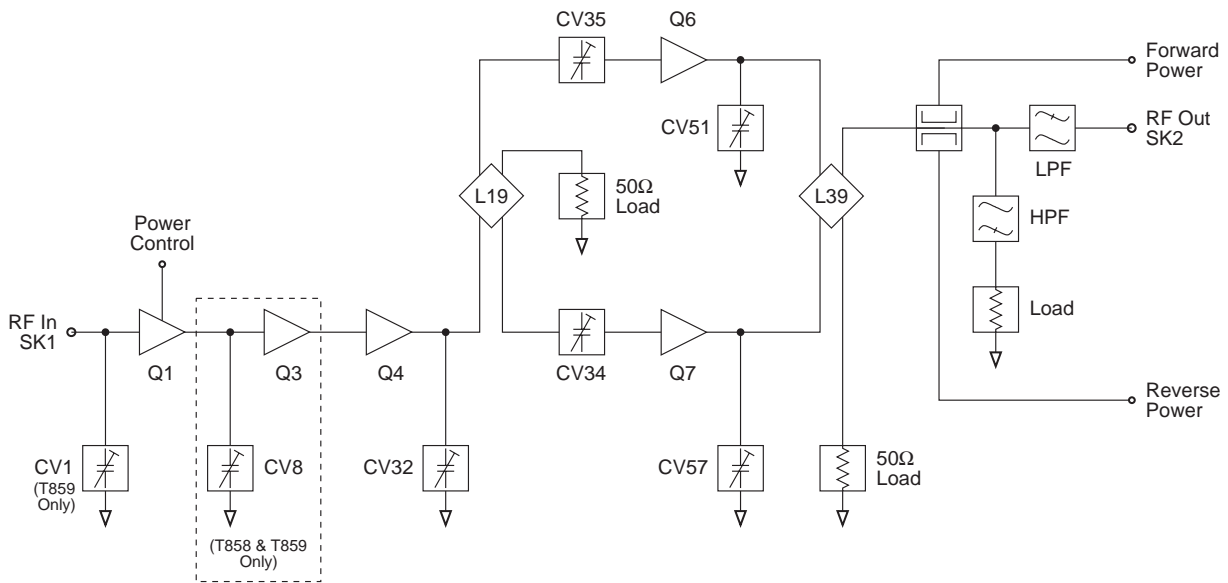 CV35
Q6
Forward
Power
CV51
RF Out
SK2
LPF
L19
50Ω
Load
L39
HPF
Power
Control
RF In
SK1
Load
Q1
Q3
Q4
CV34
Q7
Reverse
Power
CV1
(T859
Only)
CV8
CV32
CV57
50Ω
Load
(T858 & T859
Only)